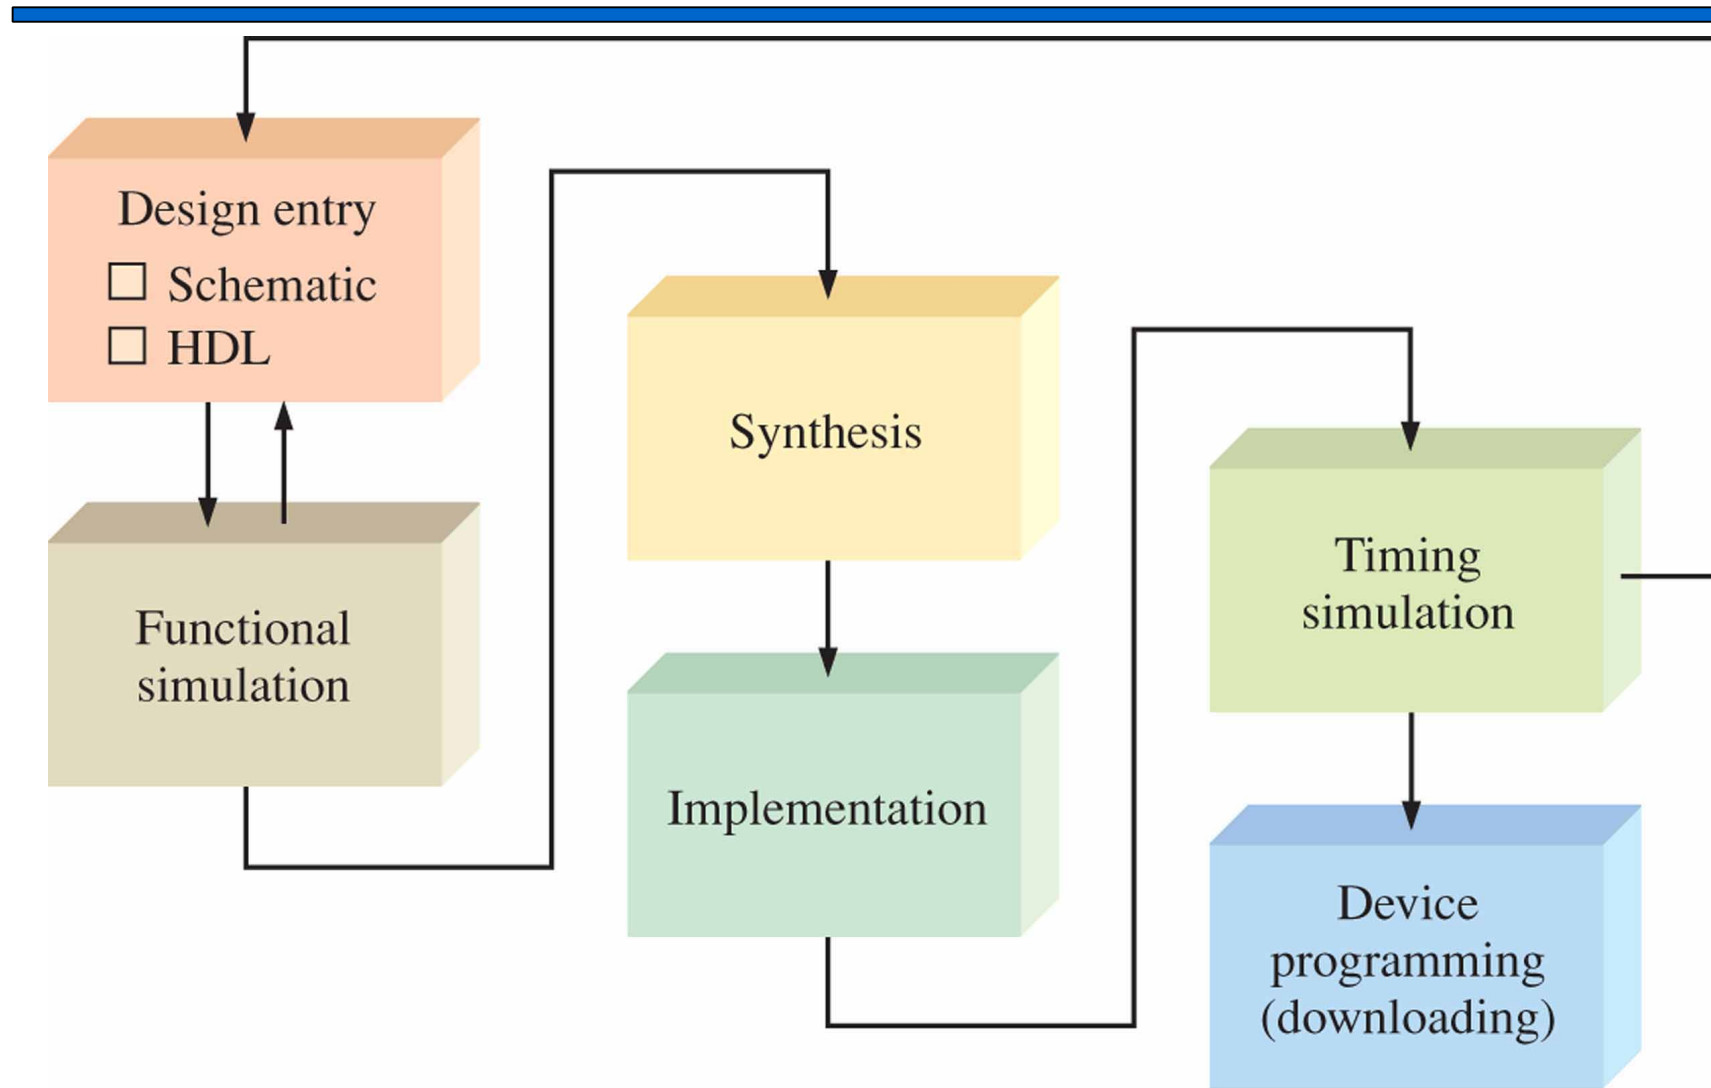 Design entry
☐ Schematic
☐ HDL
Functional
simulation
Synthesis
Implementation
Timing
simulation
Device
programming
(downloading)